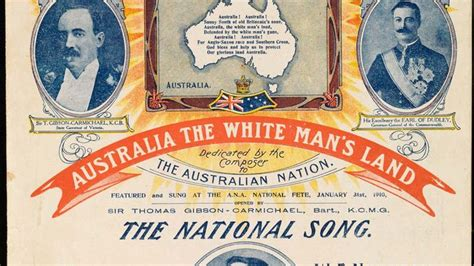 Australia! Australia!
Sunny South of old Britannia's sons,
Australia, the white man's land,
Defended by the white man's guns,
Australia! Australia!
For Anglo-Saxon race and Southern Cross,
God bless and help us to protect
Our glorious land Australia.
AUSTRALIA.
Sir T. GIBSON-CARMICHAEL, K.C.B.
State Governor of Victoria.
His Excellency the EARL OF DUDLEY,
Governor General of the Commonwealth.
AUSTRALIA THE WHITE MAN'S LAND
Dedicated by the
Composer
to
THE AUSTRALIAN NATION.
FEATURED and SUNG AT THE A.N.A. NATIONAL FETE, JANUARY 31st, 1910,
OPENED BY
SIR THOMAS GIBSON-CARMICHAEL, Bart., K.C.M.G.
THE NATIONAL SONG.